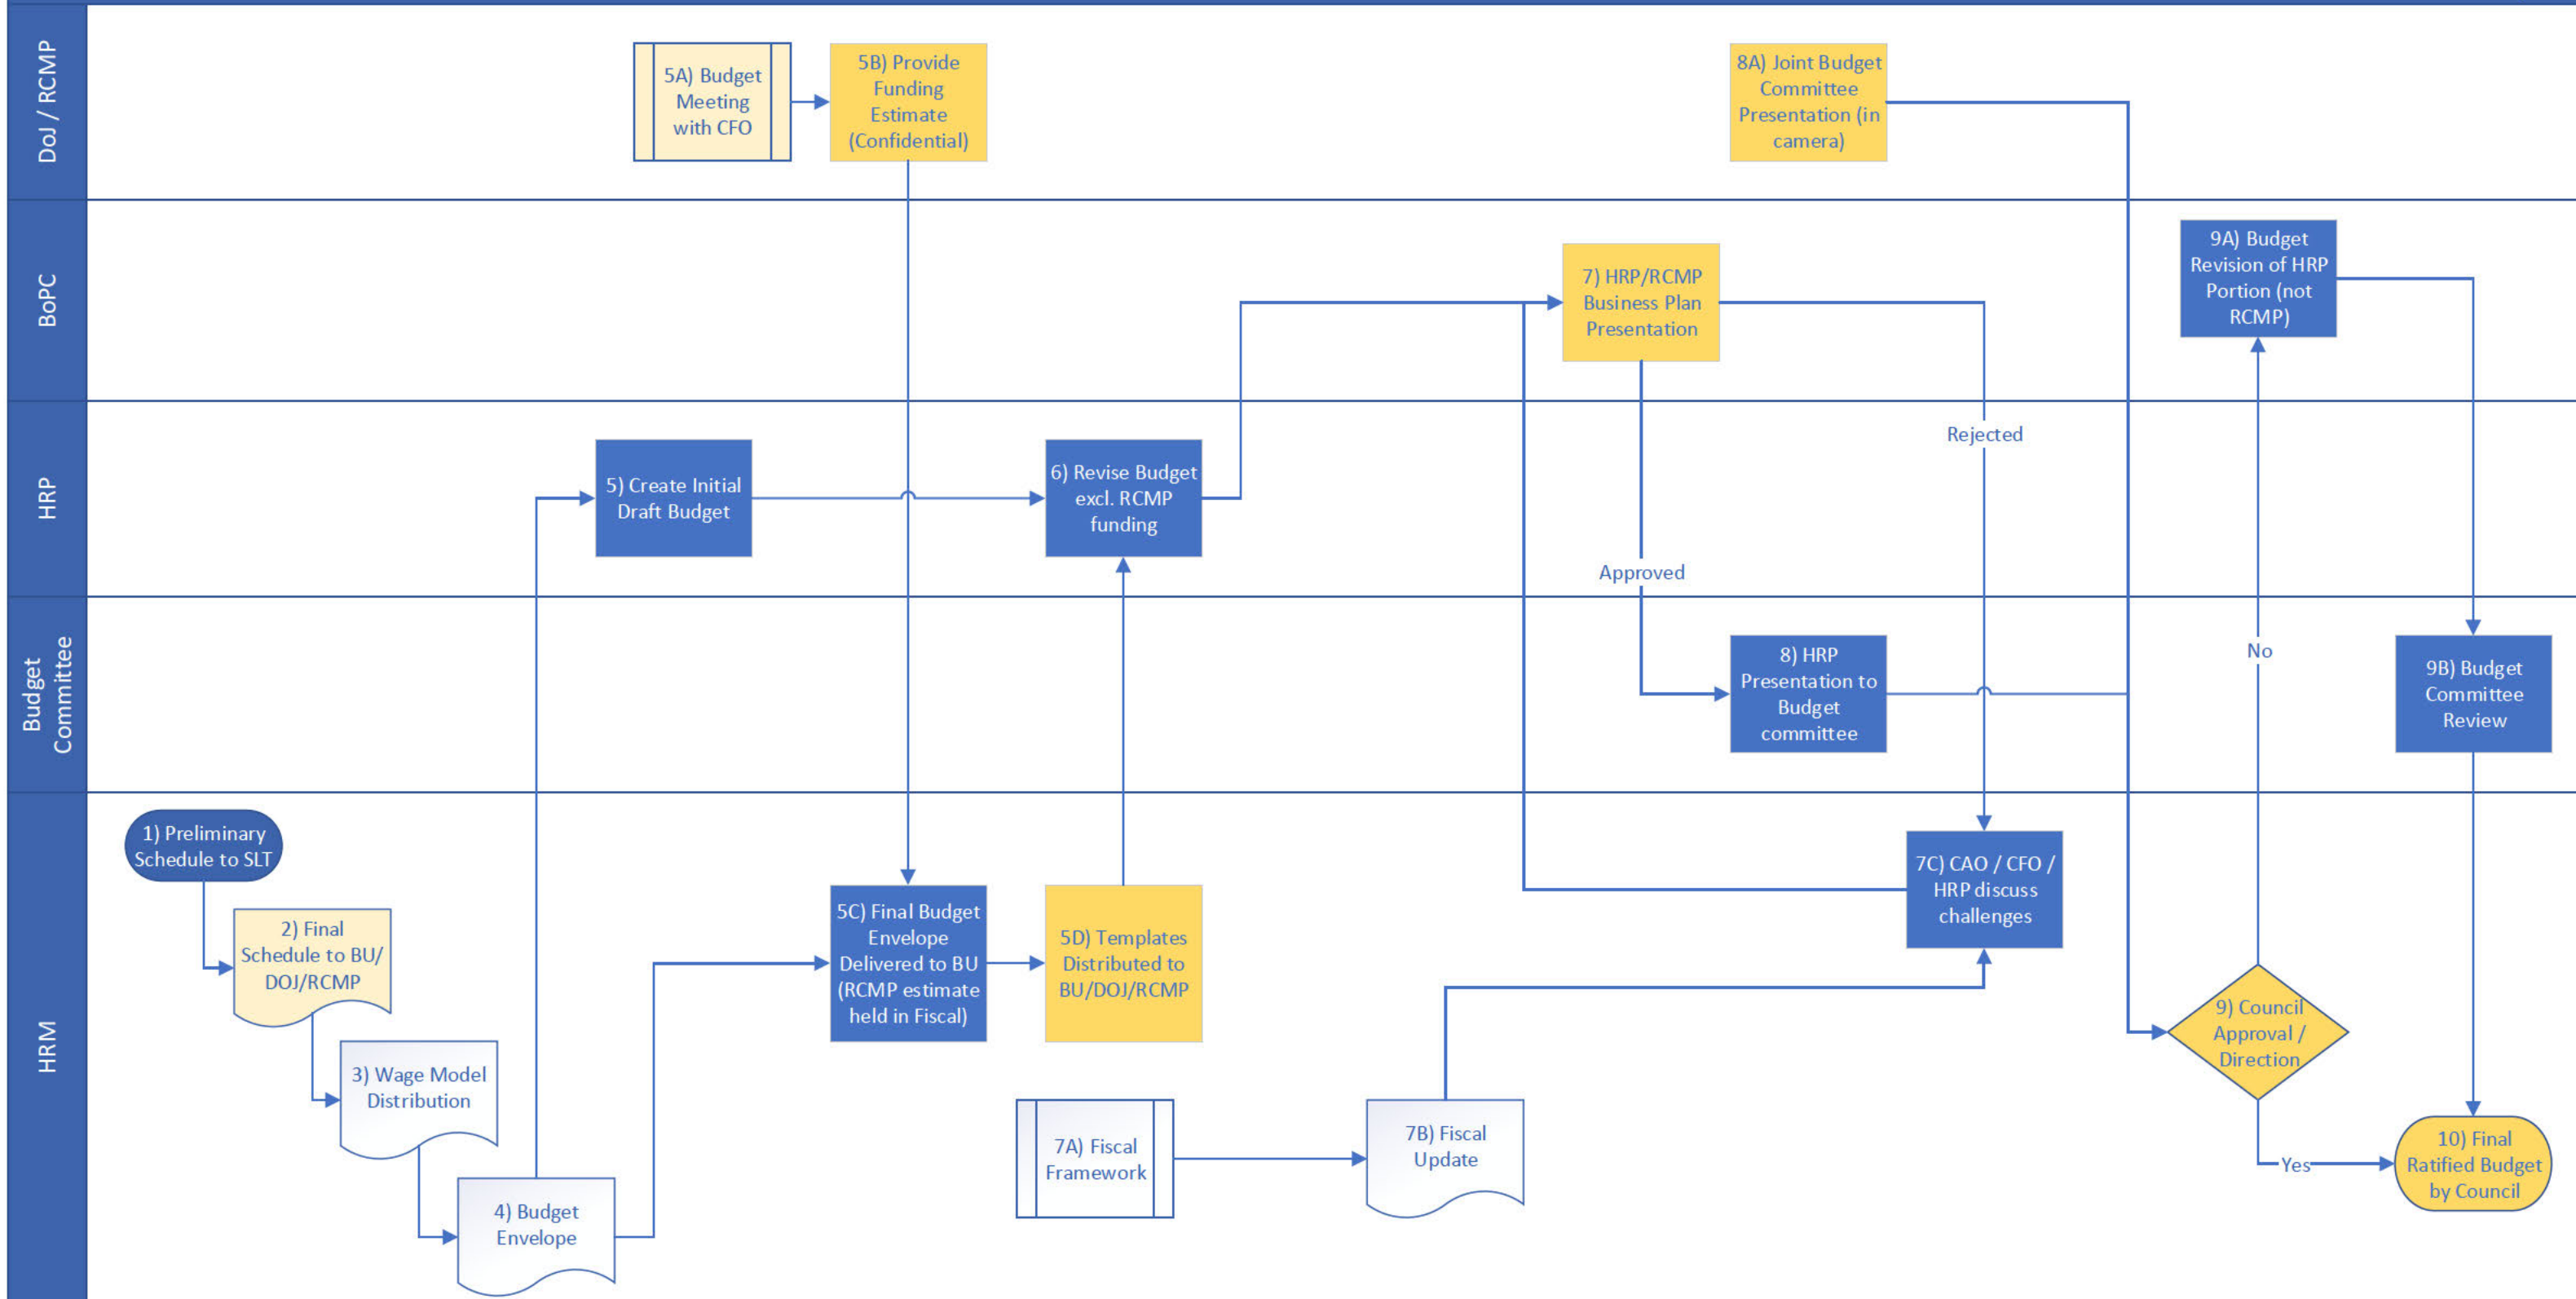 DoJ / RCMP
5A) Budget
Meeting
with CFO
5B) Provide
Funding
Estimate
(Confidential)
8A) Joint Budget
Committee
Presentation (in
camera)
BoPC
7) HRP/RCMP
Business Plan
Presentation
9A) Budget
Revision of HRP
Portion (not
RCMP)
HRP
5) Create Initial
Draft Budget
6) Revise Budget
excl. RCMP
funding
Approved
Rejected
Budget
Committee
8) HRP
Presentation to
Budget
committee
No
9B) Budget
Committee
Review
HRM
1) Preliminary
Schedule to SLT
2) Final
Schedule to BU/
DOJ/RCMP
3) Wage Model
Distribution
4) Budget
Envelope
5C) Final Budget
Envelope
Delivered to BU
(RCMP estimate
held in Fiscal)
5D) Templates
Distributed to
BU/DOJ/RCMP
7A) Fiscal
Framework
7B) Fiscal
Update
7C) CAO / CFO /
HRP discuss
challenges
9) Council
Approval /
Direction
Yes
10) Final
Ratified Budget
by Council